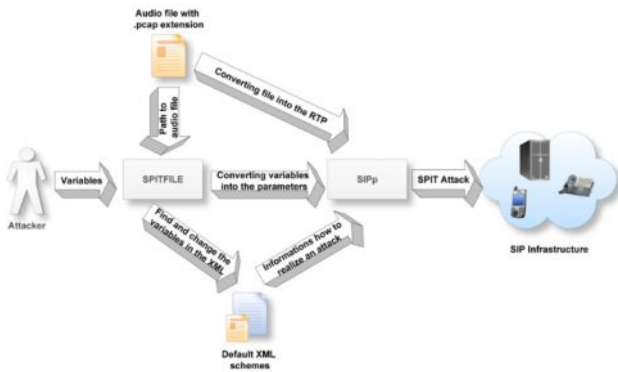 Audio file with
.pcap extension
Converting file into the RTP
Path to
audio file
Variables
SPITFILE
Converting variables
into the parameters
SIPp
SPIT Attack
Attacker
Find and change the
variables in the XML
Informations how to
realize an attack
SIP Infrastructure
Default XML
schemes